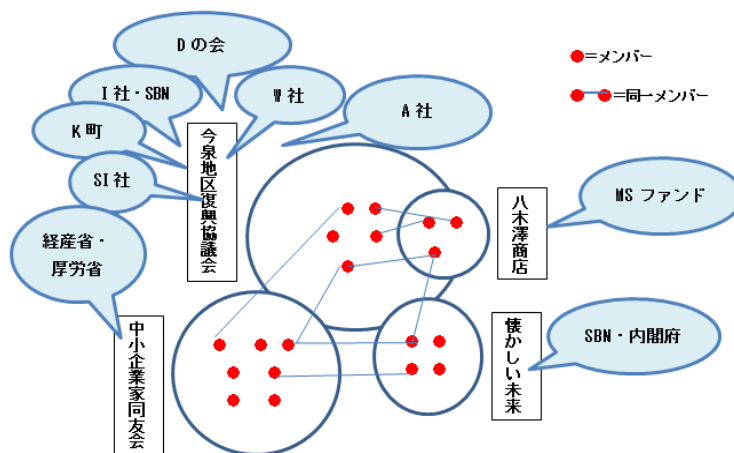 Dの会
I社・SBN
W社
A社
K町
SI社
経産省・
厚労省
今泉地区復興協議会
中小企業家同友会
八木澤商店
懐かしい未来
MSファンド
SBN・内閣府
●=メンバー
●●=同一メンバー